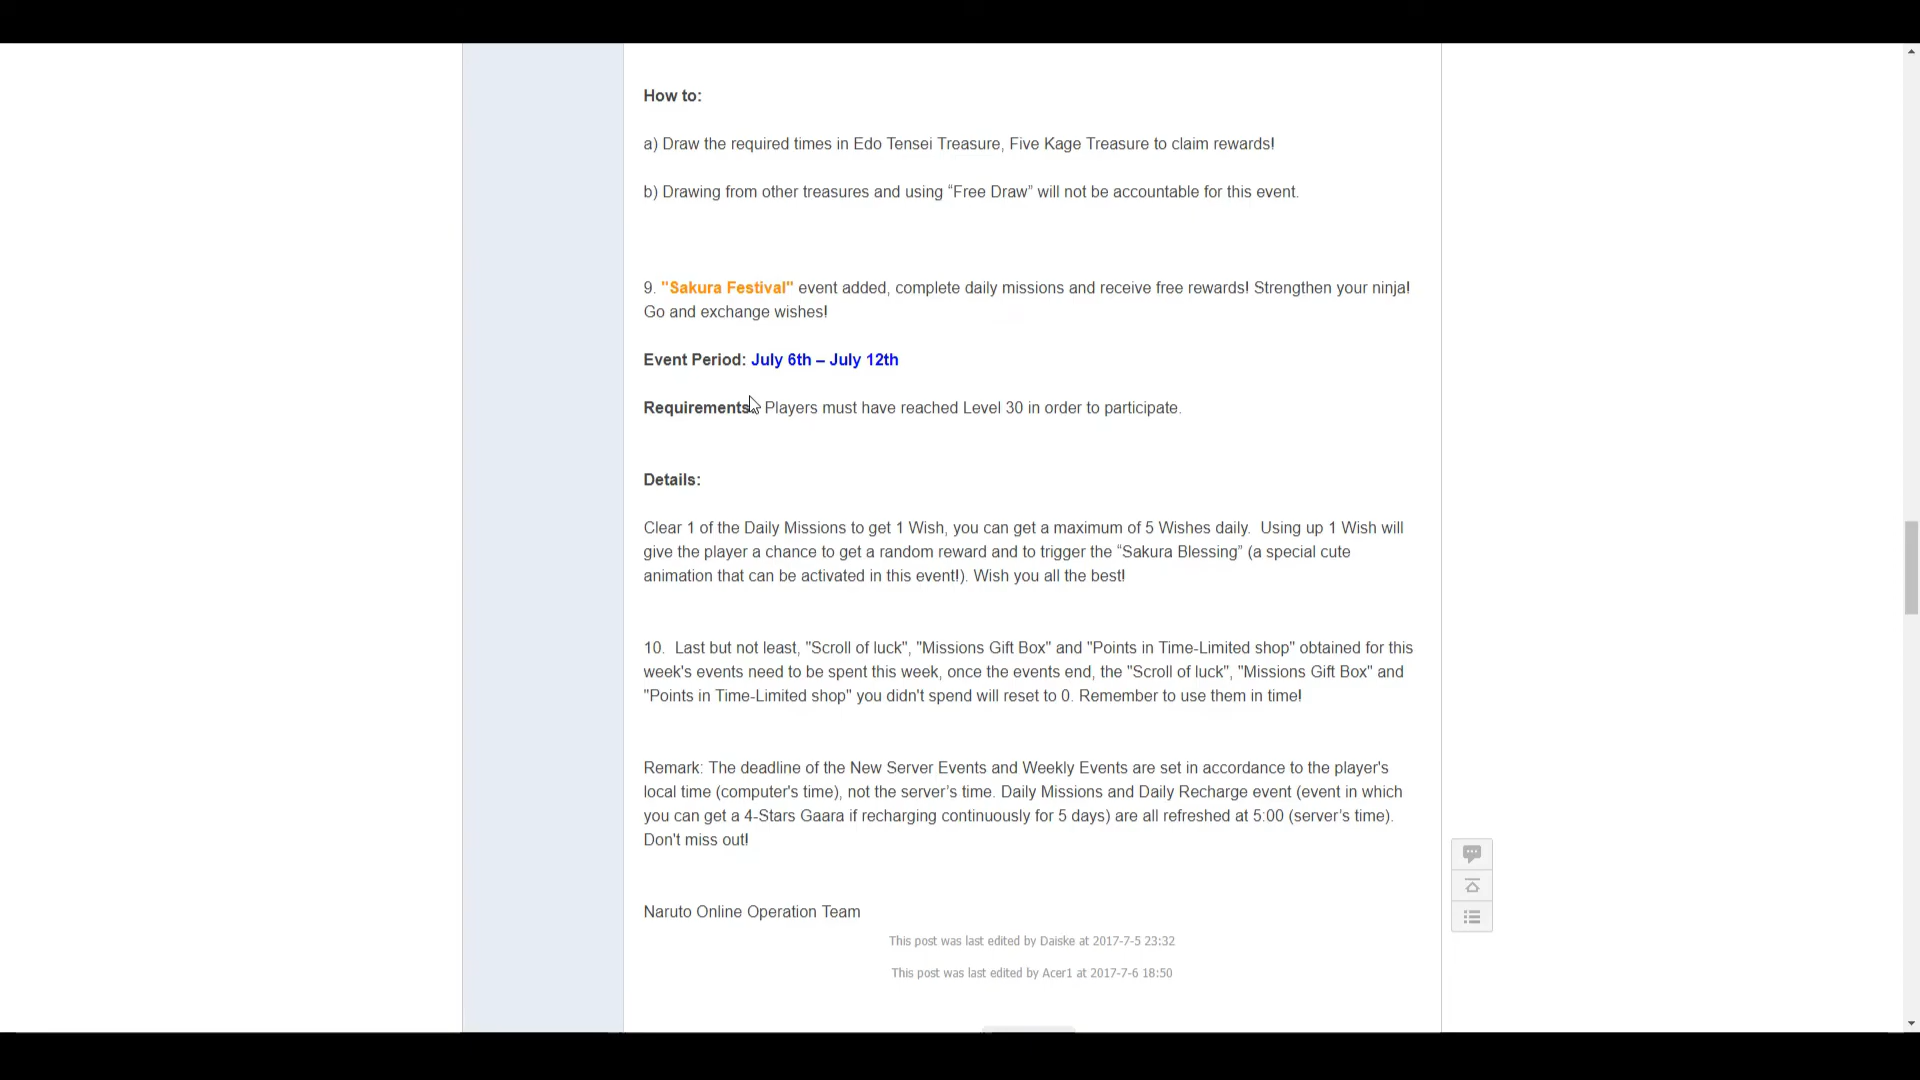 How to:
a) Draw the required times in Edo Tensei Treasure, Five Kage Treasure to claim rewards!
b) Drawing from other treasures and using “Free Draw” will not be accountable for this event.
9. "Sakura Festival" event added, complete daily missions and receive free rewards! Strengthen your ninja!
Go and exchange wishes!
Event Period: July 6th – July 12th
Requirements: Players must have reached Level 30 in order to participate.
Details:
Clear 1 of the Daily Missions to get 1 Wish, you can get a maximum of 5 Wishes daily.  Using up 1 Wish will
give the player a chance to get a random reward and to trigger the “Sakura Blessing” (a special cute
animation that can be activated in this event!). Wish you all the best!
10.  Last but not least, "Scroll of luck", "Missions Gift Box" and "Points in Time-Limited shop" obtained for this
week's events need to be spent this week, once the events end, the "Scroll of luck", "Missions Gift Box" and
"Points in Time-Limited shop" you didn't spend will reset to 0. Remember to use them in time!
Remark: The deadline of the New Server Events and Weekly Events are set in accordance to the player's
local time (computer's time), not the server’s time. Daily Missions and Daily Recharge event (event in which
you can get a 4-Stars Gaara if recharging continuously for 5 days) are all refreshed at 5:00 (server’s time).
Don't miss out!
Naruto Online Operation Team
This post was last edited by Daiske at 2017-7-5 23:32
This post was last edited by Acer1 at 2017-7-6 18:50